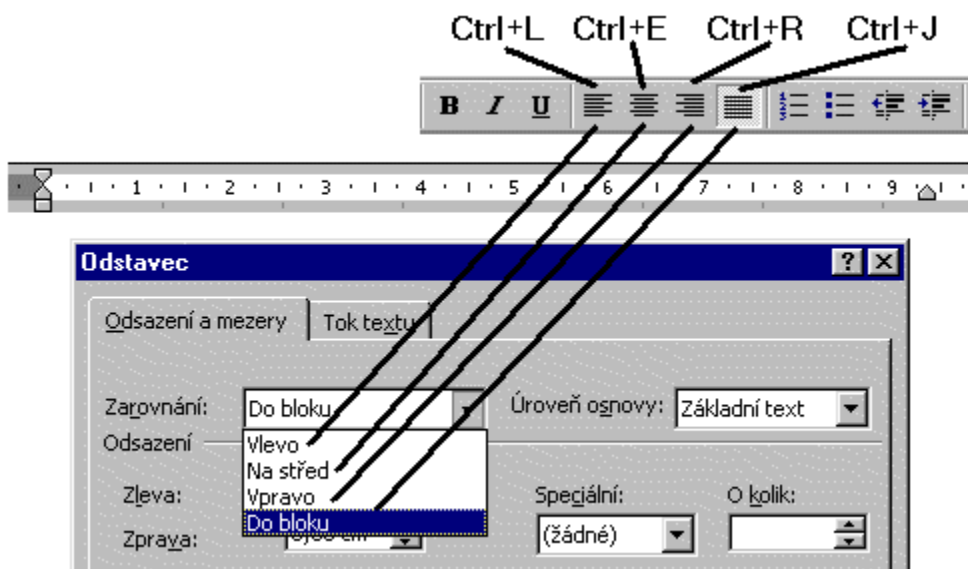 Ctrl+L Ctrl+E Ctrl+R Ctrl+J
B I U
1 2 3 4 5 6 7 8 9
Odstavec
Odsazení a mezery Tok textu
Zarovnání: Do bloku Úroveň osnovy: Základní text
Odsazení
Vlevo
Na střed
Zleva: Vpravo Speciální: O kolik:
Zprava: Do bloku (žádné)